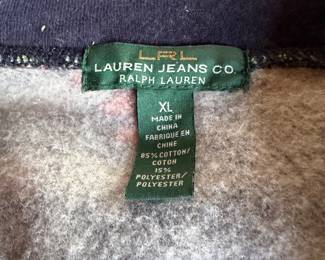 LRL
LAUREN JEANS CO.
RALPH LAUREN
XL
MADE IN
CHINA
FABRIQUE EN
CHINE
85% COTTON/
COTON
15%
POLYESTER/
POLYESTER